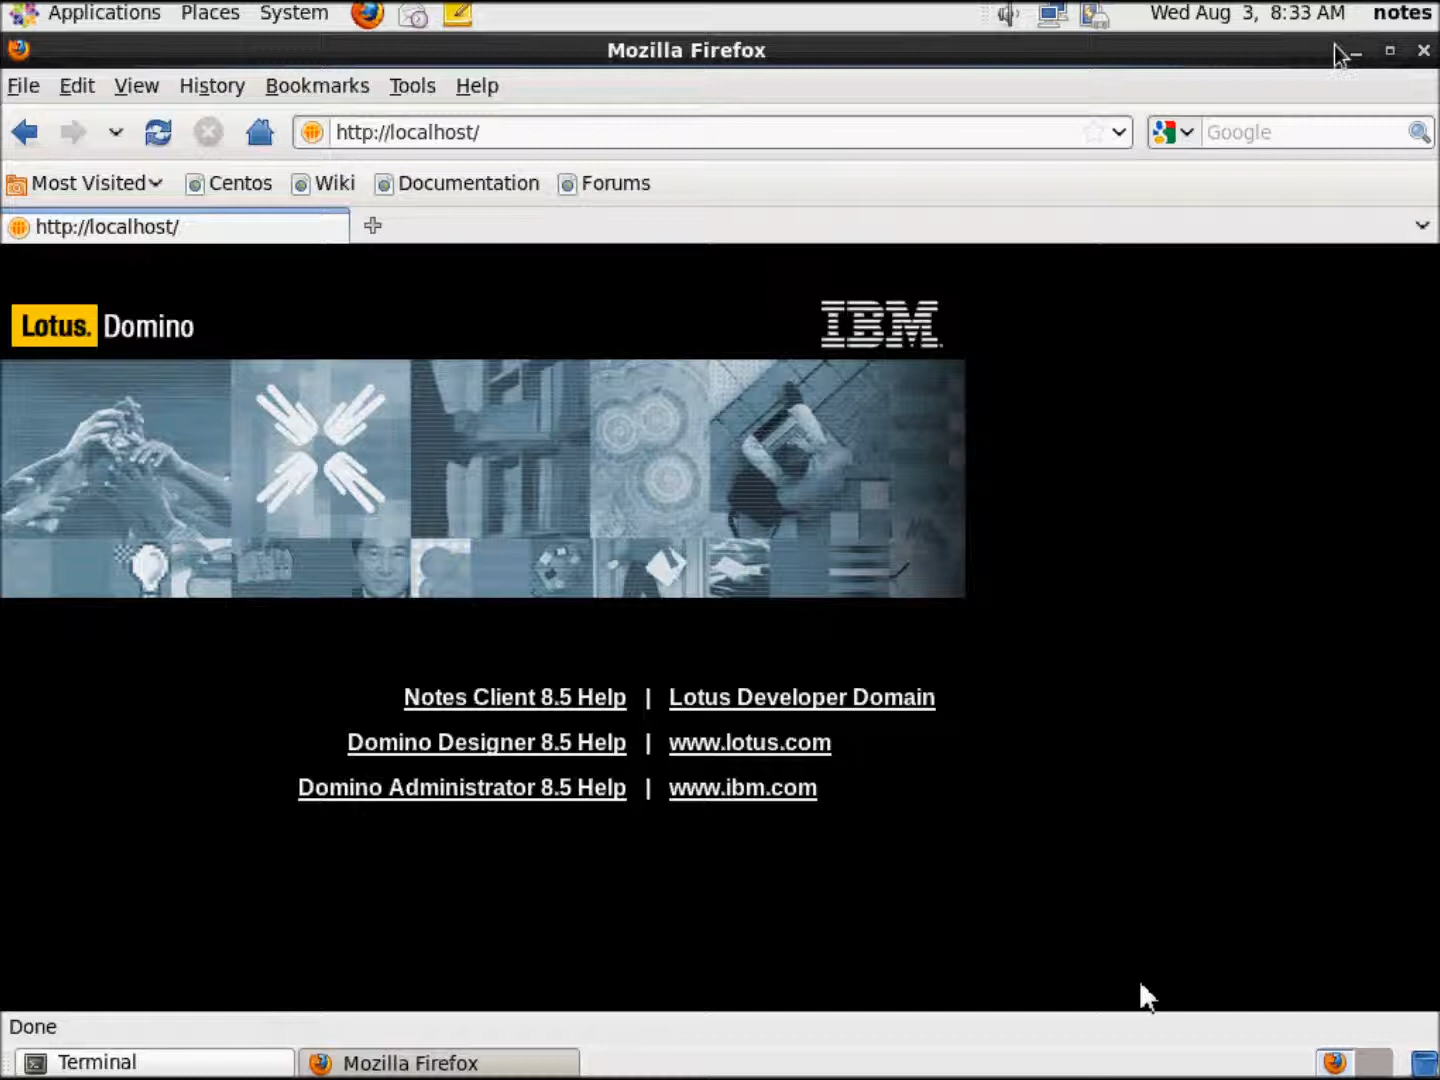 Applications Places System Wed Aug 3, 8:33 AM notes
Mozilla Firefox
File Edit View History Bookmarks Tools Help
http://localhost/ Google
Most Visited Centos Wiki Documentation Forums
http://localhost/
Lotus. Domino IBM.
Notes Client 8.5 Help | Lotus Developer Domain
Domino Designer 8.5 Help | www.lotus.com
Domino Administrator 8.5 Help | www.ibm.com
Done
Terminal Mozilla Firefox